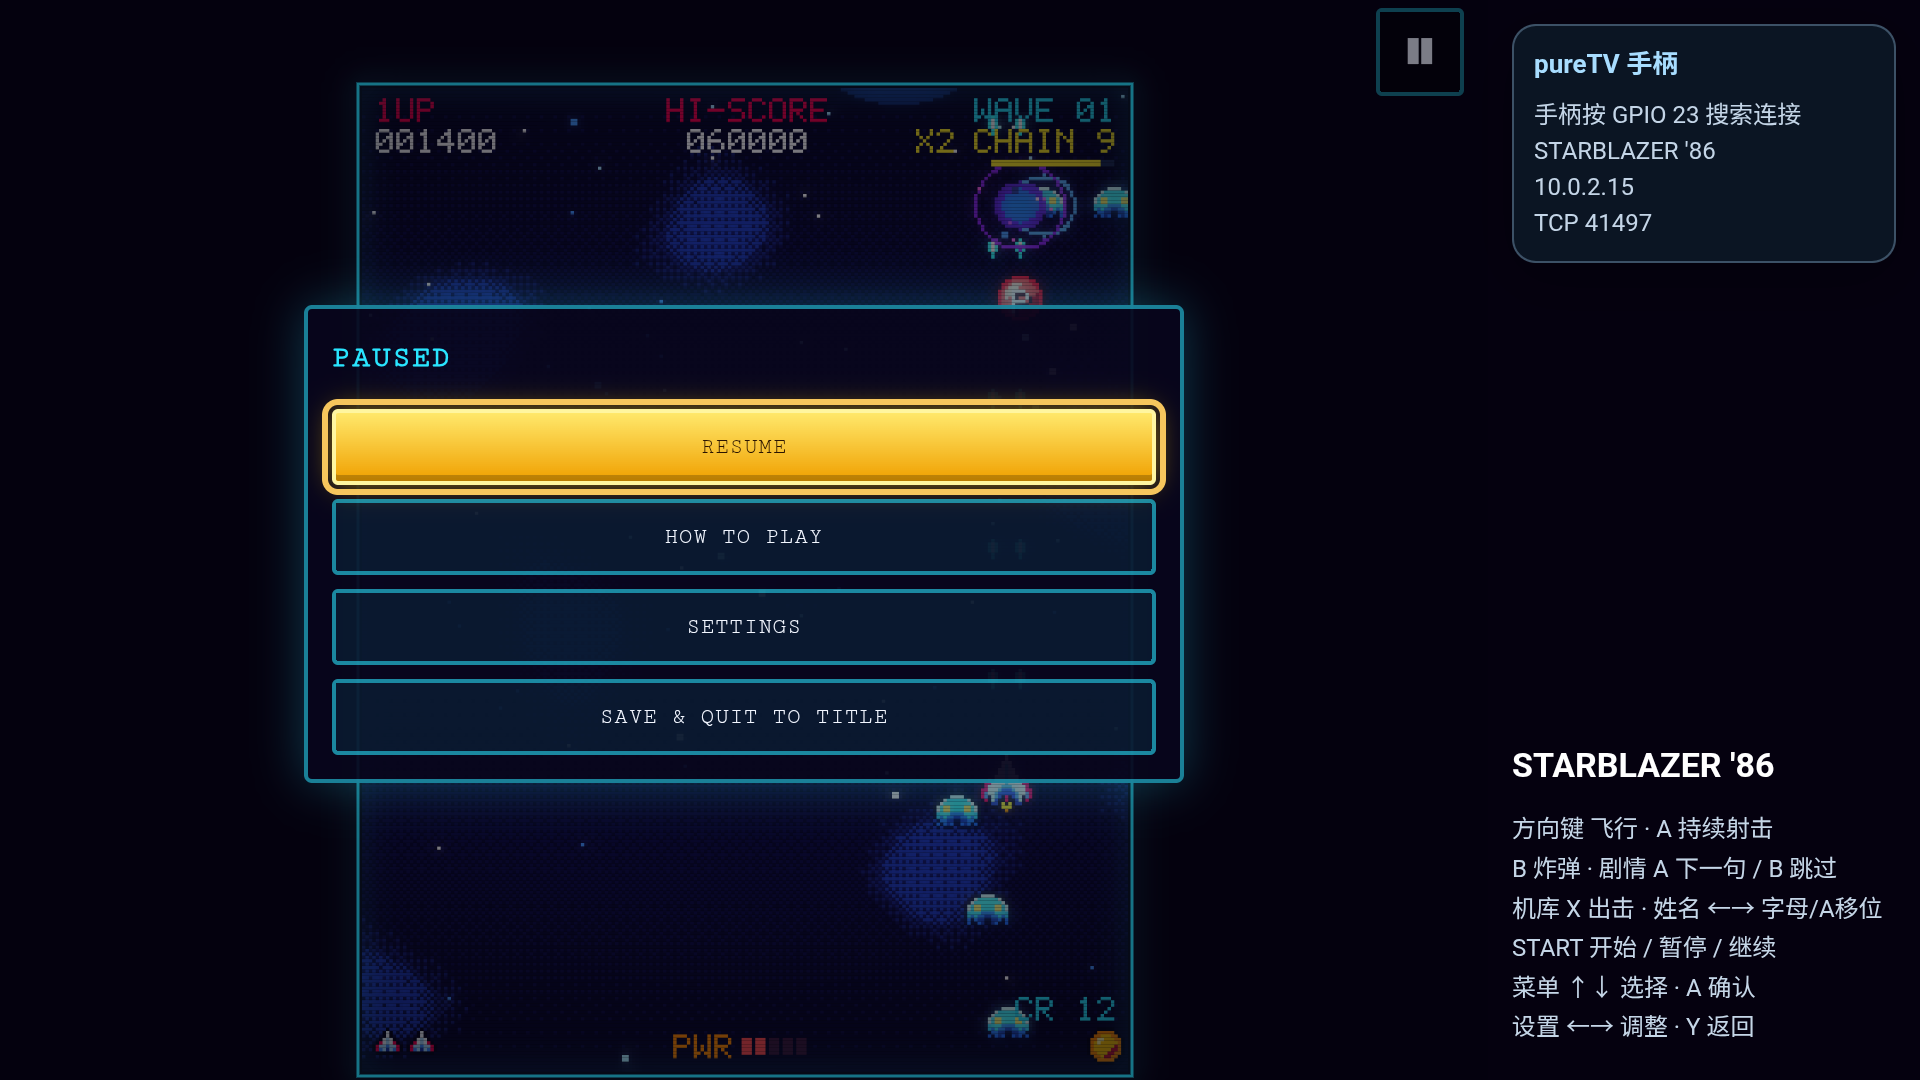 1UP
HI-SCORE
WAVE 01
001400
060000
X2 CHAIN 9
PAUSED
RESUME
HOW TO PLAY
SETTINGS
SAVE & QUIT TO TITLE
CR 12
PWR
pureTV 手柄
手柄按 GPIO 23 搜索连接
STARBLAZER '86
10.0.2.15
TCP 41497
STARBLAZER '86
方向键 飞行 · A 持续射击
B 炸弹 · 剧情 A 下一句 / B 跳过
机库 X 出击 · 姓名 ←→ 字母/A移位
START 开始 / 暂停 / 继续
菜单 ↑↓ 选择 · A 确认
设置 ←→ 调整 · Y 返回